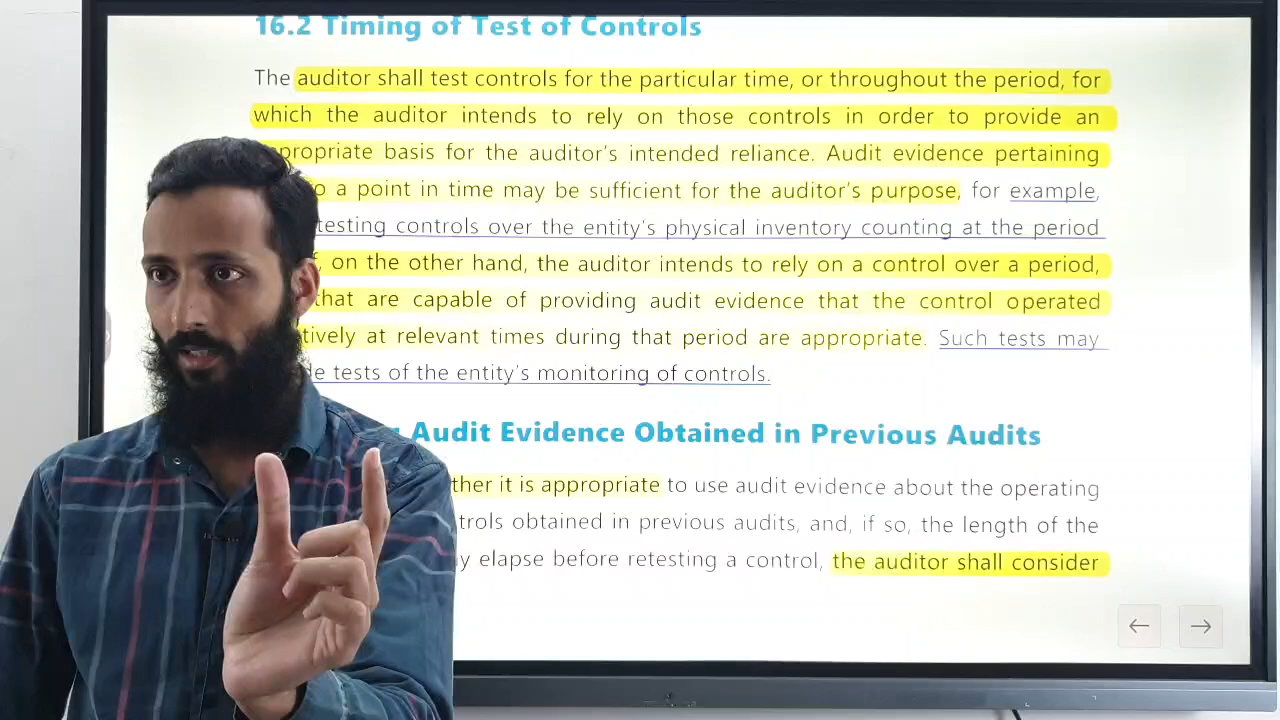 16.2 Timing of Test of Controls
The auditor shall test controls for the particular time, or throughout the period, for
which the auditor intends to rely on those controls in order to provide an
propriate basis for the auditor's intended reliance. Audit evidence pertaining
o a point in time may be sufficient for the auditor's purpose, for example,
testing controls over the entity's physical inventory counting at the period
f, on the other hand, the auditor intends to rely on a control over a period,
that are capable of providing audit evidence that the control operated
tively at relevant times during that period are appropriate. Such tests may
de tests of the entity's monitoring of controls.
Audit Evidence Obtained in Previous Audits
ther it is appropriate to use audit evidence about the operating
trols obtained in previous audits, and, if so, the length of the
y elapse before retesting a control, the auditor shall consider
← →